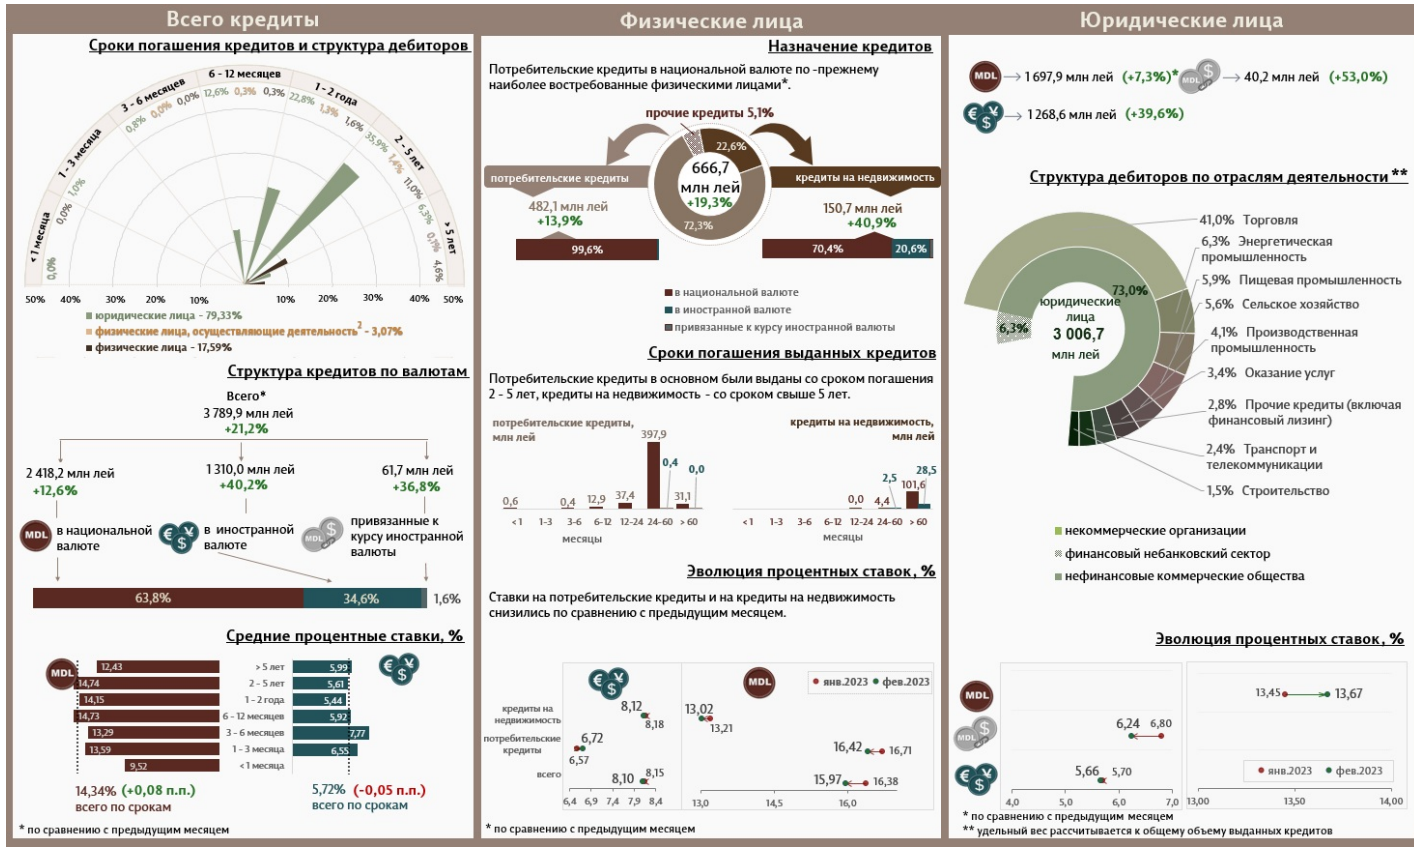 Всего кредиты
Сроки погашения кредитов и структура дебиторов
< 1 месяца
1 - 3 месяца
3 - 6 месяцев
6 - 12 месяцев
1 - 2 года
2 - 5 лет
> 5 лет
0,0%
0,0%
1,0%
0,8%
0,0%
0,0%
12,6%
0,3%
0,3%
22,8%
1,3%
1,6%
35,9%
1,4%
11,0%
6,3%
0,1%
4,6%
50% 40% 30% 20% 10% 10% 20% 30% 40% 50%
юридические лица - 79,33%
физические лица, осуществляющие деятельность2 - 3,07%
физические лица - 17,59%
Структура кредитов по валютам
Всего*
3 789,9 млн лей
+21,2%
2 418,2 млн лей
+12,6%
1 310,0 млн лей
+40,2%
61,7 млн лей
+36,8%
MDL
в национальной
валюте
€ ¥ $
в иностранной
валюте
MDL $
привязанные к
курсу иностранной
валюты
63,8% 34,6% 1,6%
Средние процентные ставки, %
MDL
€ ¥ $
12,43 > 5 лет 5,99
14,74 2 - 5 лет 5,61
14,15 1 - 2 года 5,44
14,73 6 - 12 месяцев 5,92
13,29 3 - 6 месяцев 7,77
13,59 1 - 3 месяца 6,55
9,52 < 1 месяца
14,34% (+0,08 п.п.)
всего по срокам
5,72% (-0,05 п.п.)
всего по срокам
* по сравнению с предыдущим месяцем
Физические лица
Назначение кредитов
Потребительские кредиты в национальной валюте по -прежнему
наиболее востребованные физическими лицами*.
прочие кредиты 5,1%
22,6%
666,7
млн лей
+19,3%
72,3%
потребительские кредиты
482,1 млн лей
+13,9%
99,6%
кредиты на недвижимость
150,7 млн лей
+40,9%
70,4% 20,6%
в национальной валюте
в иностранной валюте
привязанные к курсу иностранной валюты
Сроки погашения выданных кредитов
Потребительские кредиты в основном были выданы со сроком погашения
2 - 5 лет, кредиты на недвижимость - со сроком свыше 5 лет.
потребительские кредиты,
млн лей
0,6 0,4 12,9 37,4 397,9 0,4 31,1 0,0
< 1 1-3 3-6 6-12 12-24 24-60 > 60
месяцы
кредиты на недвижимость,
млн лей
0,0 4,4 2,5 101,6 28,5
< 1 1-3 3-6 6-12 12-24 24-60 > 60
месяцы
Эволюция процентных ставок, %
Ставки на потребительские кредиты и на кредиты на недвижимость
снизились по сравнению с предыдущим месяцем.
€ ¥ $
MDL
янв.2023 фев.2023
кредиты на
недвижимость
8,12
8,18
13,02
13,21
потребительские
кредиты
6,72
6,57
16,42 16,71
всего
8,10 8,15
15,97 16,38
6,4 6,9 7,4 7,9 8,4
13,0 14,5 16,0
* по сравнению с предыдущим месяцем
Юридические лица
MDL 1 697,9 млн лей (+7,3%)*
MDL $ 40,2 млн лей (+53,0%)
€ ¥ $ 1 268,6 млн лей (+39,6%)
Структура дебиторов по отраслям деятельности **
73,0%
6,3%
юридические
лица
3 006,7
млн лей
41,0% Торговля
6,3% Энергетическая
промышленность
5,9% Пищевая промышленность
5,6% Сельское хозяйство
4,1% Производственная
промышленность
3,4% Оказание услуг
2,8% Прочие кредиты (включая
финансовый лизинг)
2,4% Транспорт и
телекоммуникации
1,5% Строительство
некоммерческие организации
финансовый небанковский сектор
нефинансовые коммерческие общества
Эволюция процентных ставок, %
MDL
13,45 13,67
MDL $
6,24 6,80
€ ¥ $
5,66 5,70
янв.2023 фев.2023
4,0 5,0 6,0 7,0
13,00 13,50 14,00
* по сравнению с предыдущим месяцем
** удельный вес рассчитывается к общему объему выданных кредитов